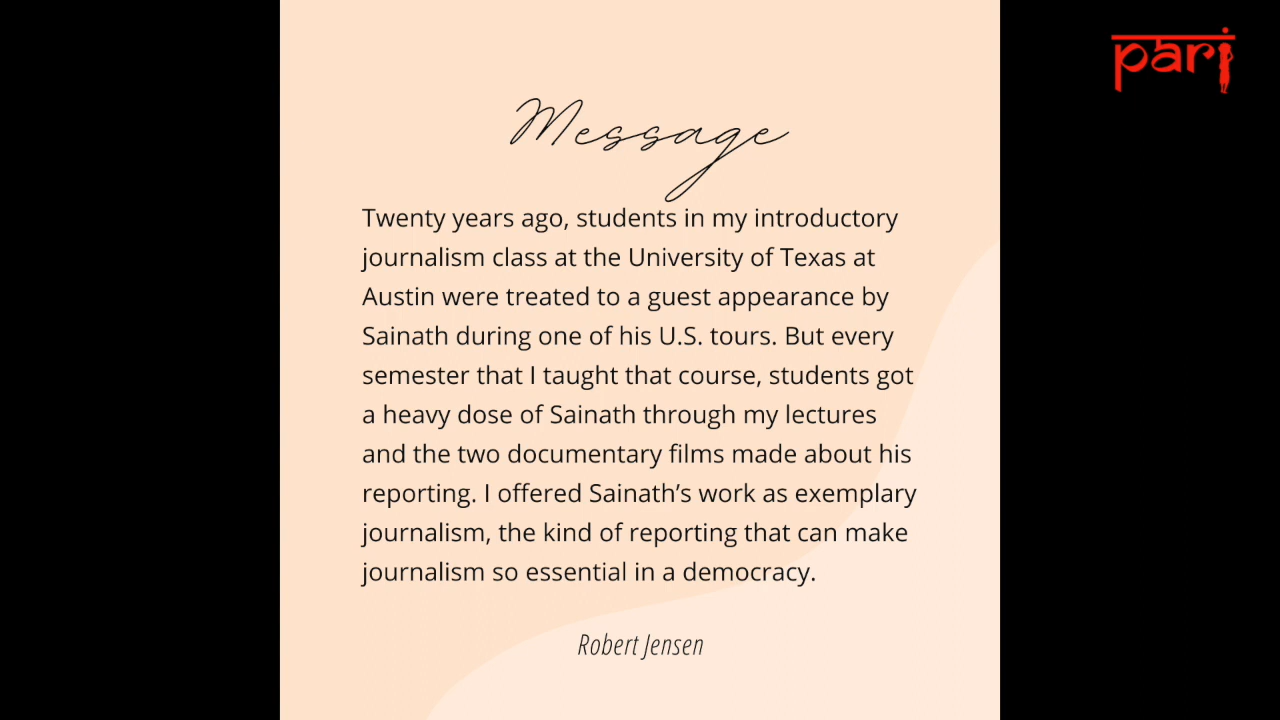 pari
Message
Twenty years ago, students in my introductory
journalism class at the University of Texas at
Austin were treated to a guest appearance by
Sainath during one of his U.S. tours. But every
semester that I taught that course, students got
a heavy dose of Sainath through my lectures
and the two documentary films made about his
reporting. I offered Sainath’s work as exemplary
journalism, the kind of reporting that can make
journalism so essential in a democracy.
Robert Jensen